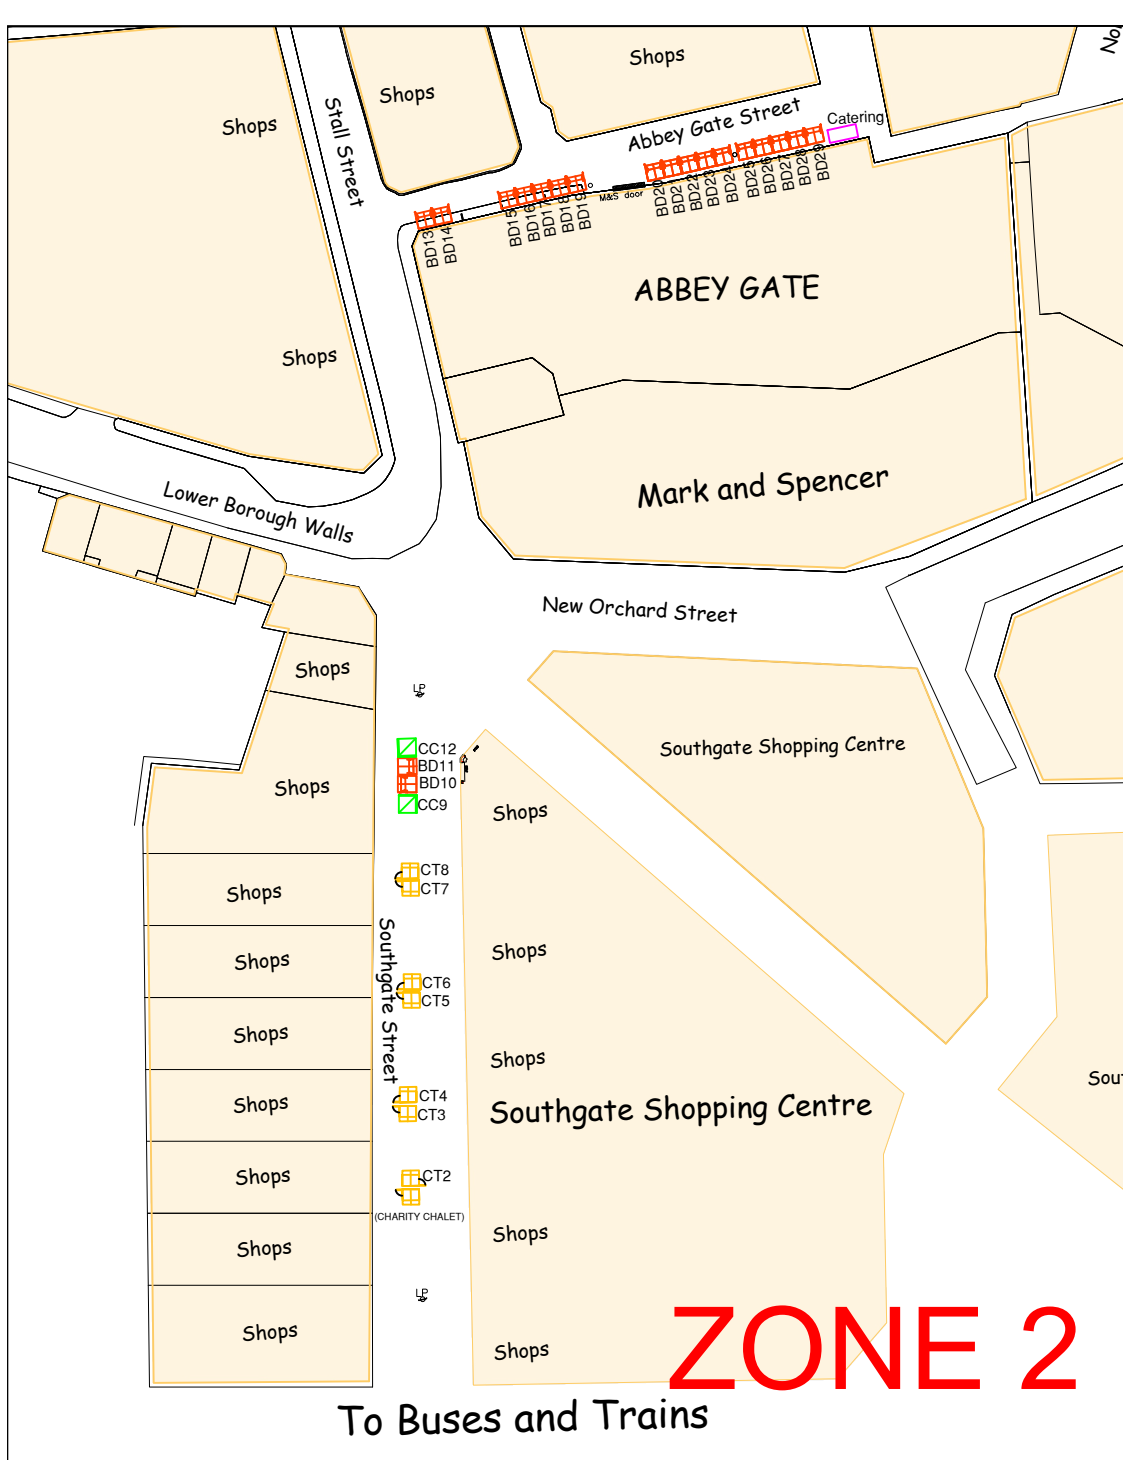 Shops
Shops
Shops
Stall Street
Abbey Gate Street
Catering
BD13
BD14
BD15
BD16
BD17
BD18
BD19
M&S door
BD20
BD21
BD22
BD23
BD24
BD25
BD26
BD27
BD28
BD29
ABBEY GATE
Shops
Mark and Spencer
Lower Borough Walls
New Orchard Street
Shops
LP
Southgate Shopping Centre
CC12
BD11
BD10
CC9
Shops
Shops
CT8
CT7
Shops
Southgate Street
Shops
Shops
CT6
CT5
Shops
Shops
CT4
CT3
Shops
Southgate Shopping Centre
Shops
CT2
(CHARITY CHALET)
Shops
Shops
LP
Shops
Shops
ZONE 2
To Buses and Trains